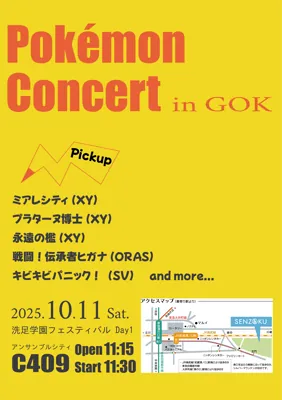 Pokémon
Concert in GOK
Pickup
ミアレシティ (XY)
プラターヌ博士 (XY)
永遠の檻 (XY)
戦闘！伝承者ヒガナ (ORAS)
キビキビパニック！ (SV) and more...
2025.10.11 Sat.
洗足学園フェスティバル Day1
アンサンブルシティ
C409 Open 11:15
Start 11:30
アクセスマップ
SENZOKU